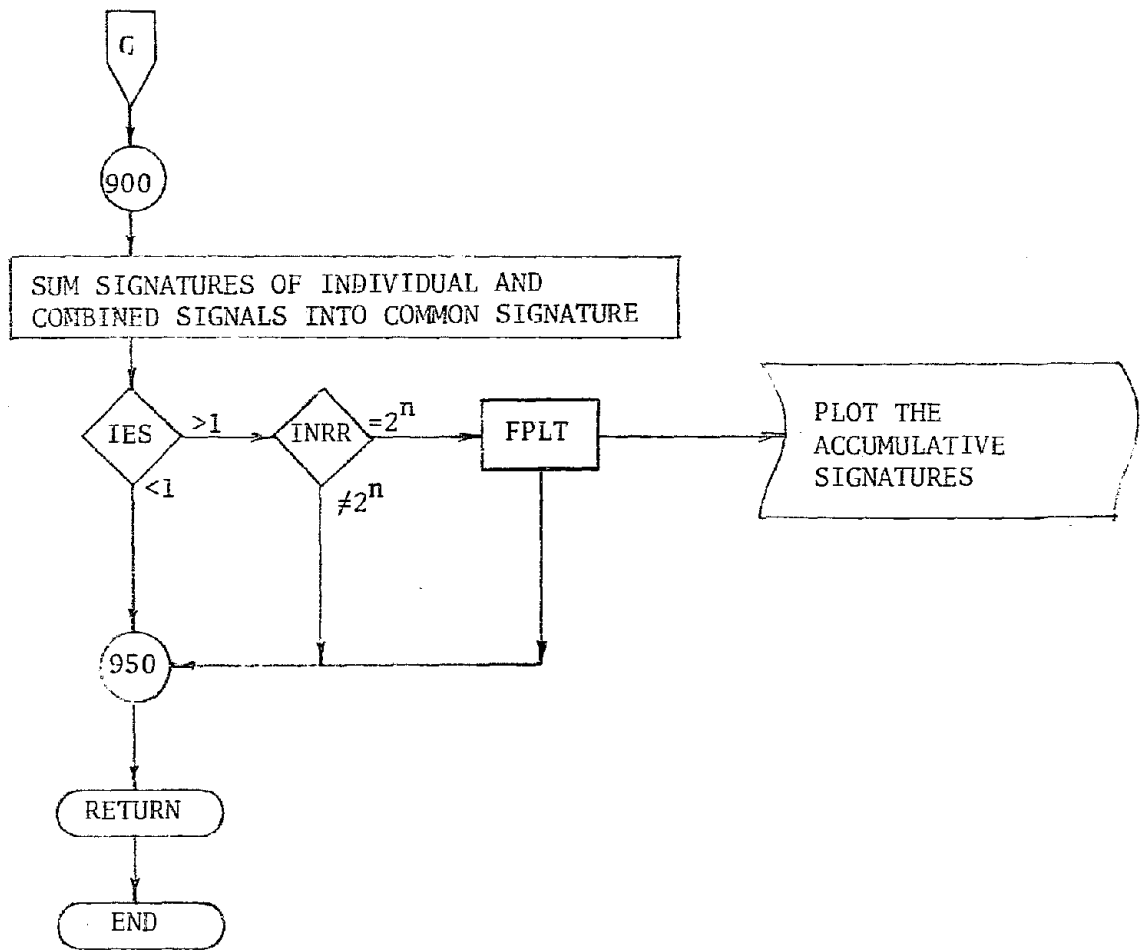 G
900
SUM SIGNATURES OF INDIVIDUAL AND
COMBINED SIGNALS INTO COMMON SIGNATURE
IES
>1
<1
INRR
=2^n
≠2^n
FPLT
PLOT THE
ACCUMULATIVE
SIGNATURES
950
RETURN
END